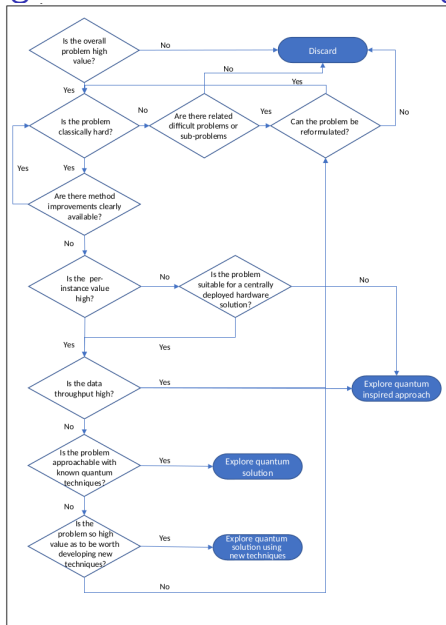 Is the overall
problem high
value?
No
Discard
No
Yes
Yes
Is the problem
classically hard?
No
Are there related
difficult problems or
sub-problems
Yes
Can the problem be
reformulated?
No
Yes
Yes
Are there method
improvements clearly
available?
No
Is the per-
instance value
high?
No
Is the problem
suitable for a centrally
deployed hardware
solution?
No
Yes
Yes
Is the data
throughput high?
Yes
Explore quantum
inspired approach
No
Is the problem
approachable with
known quantum
techniques?
Yes
Explore quantum
solution
No
Is the
problem so high
value as to be worth
developing new
techniques?
Yes
Explore quantum
solution using
new techniques
No